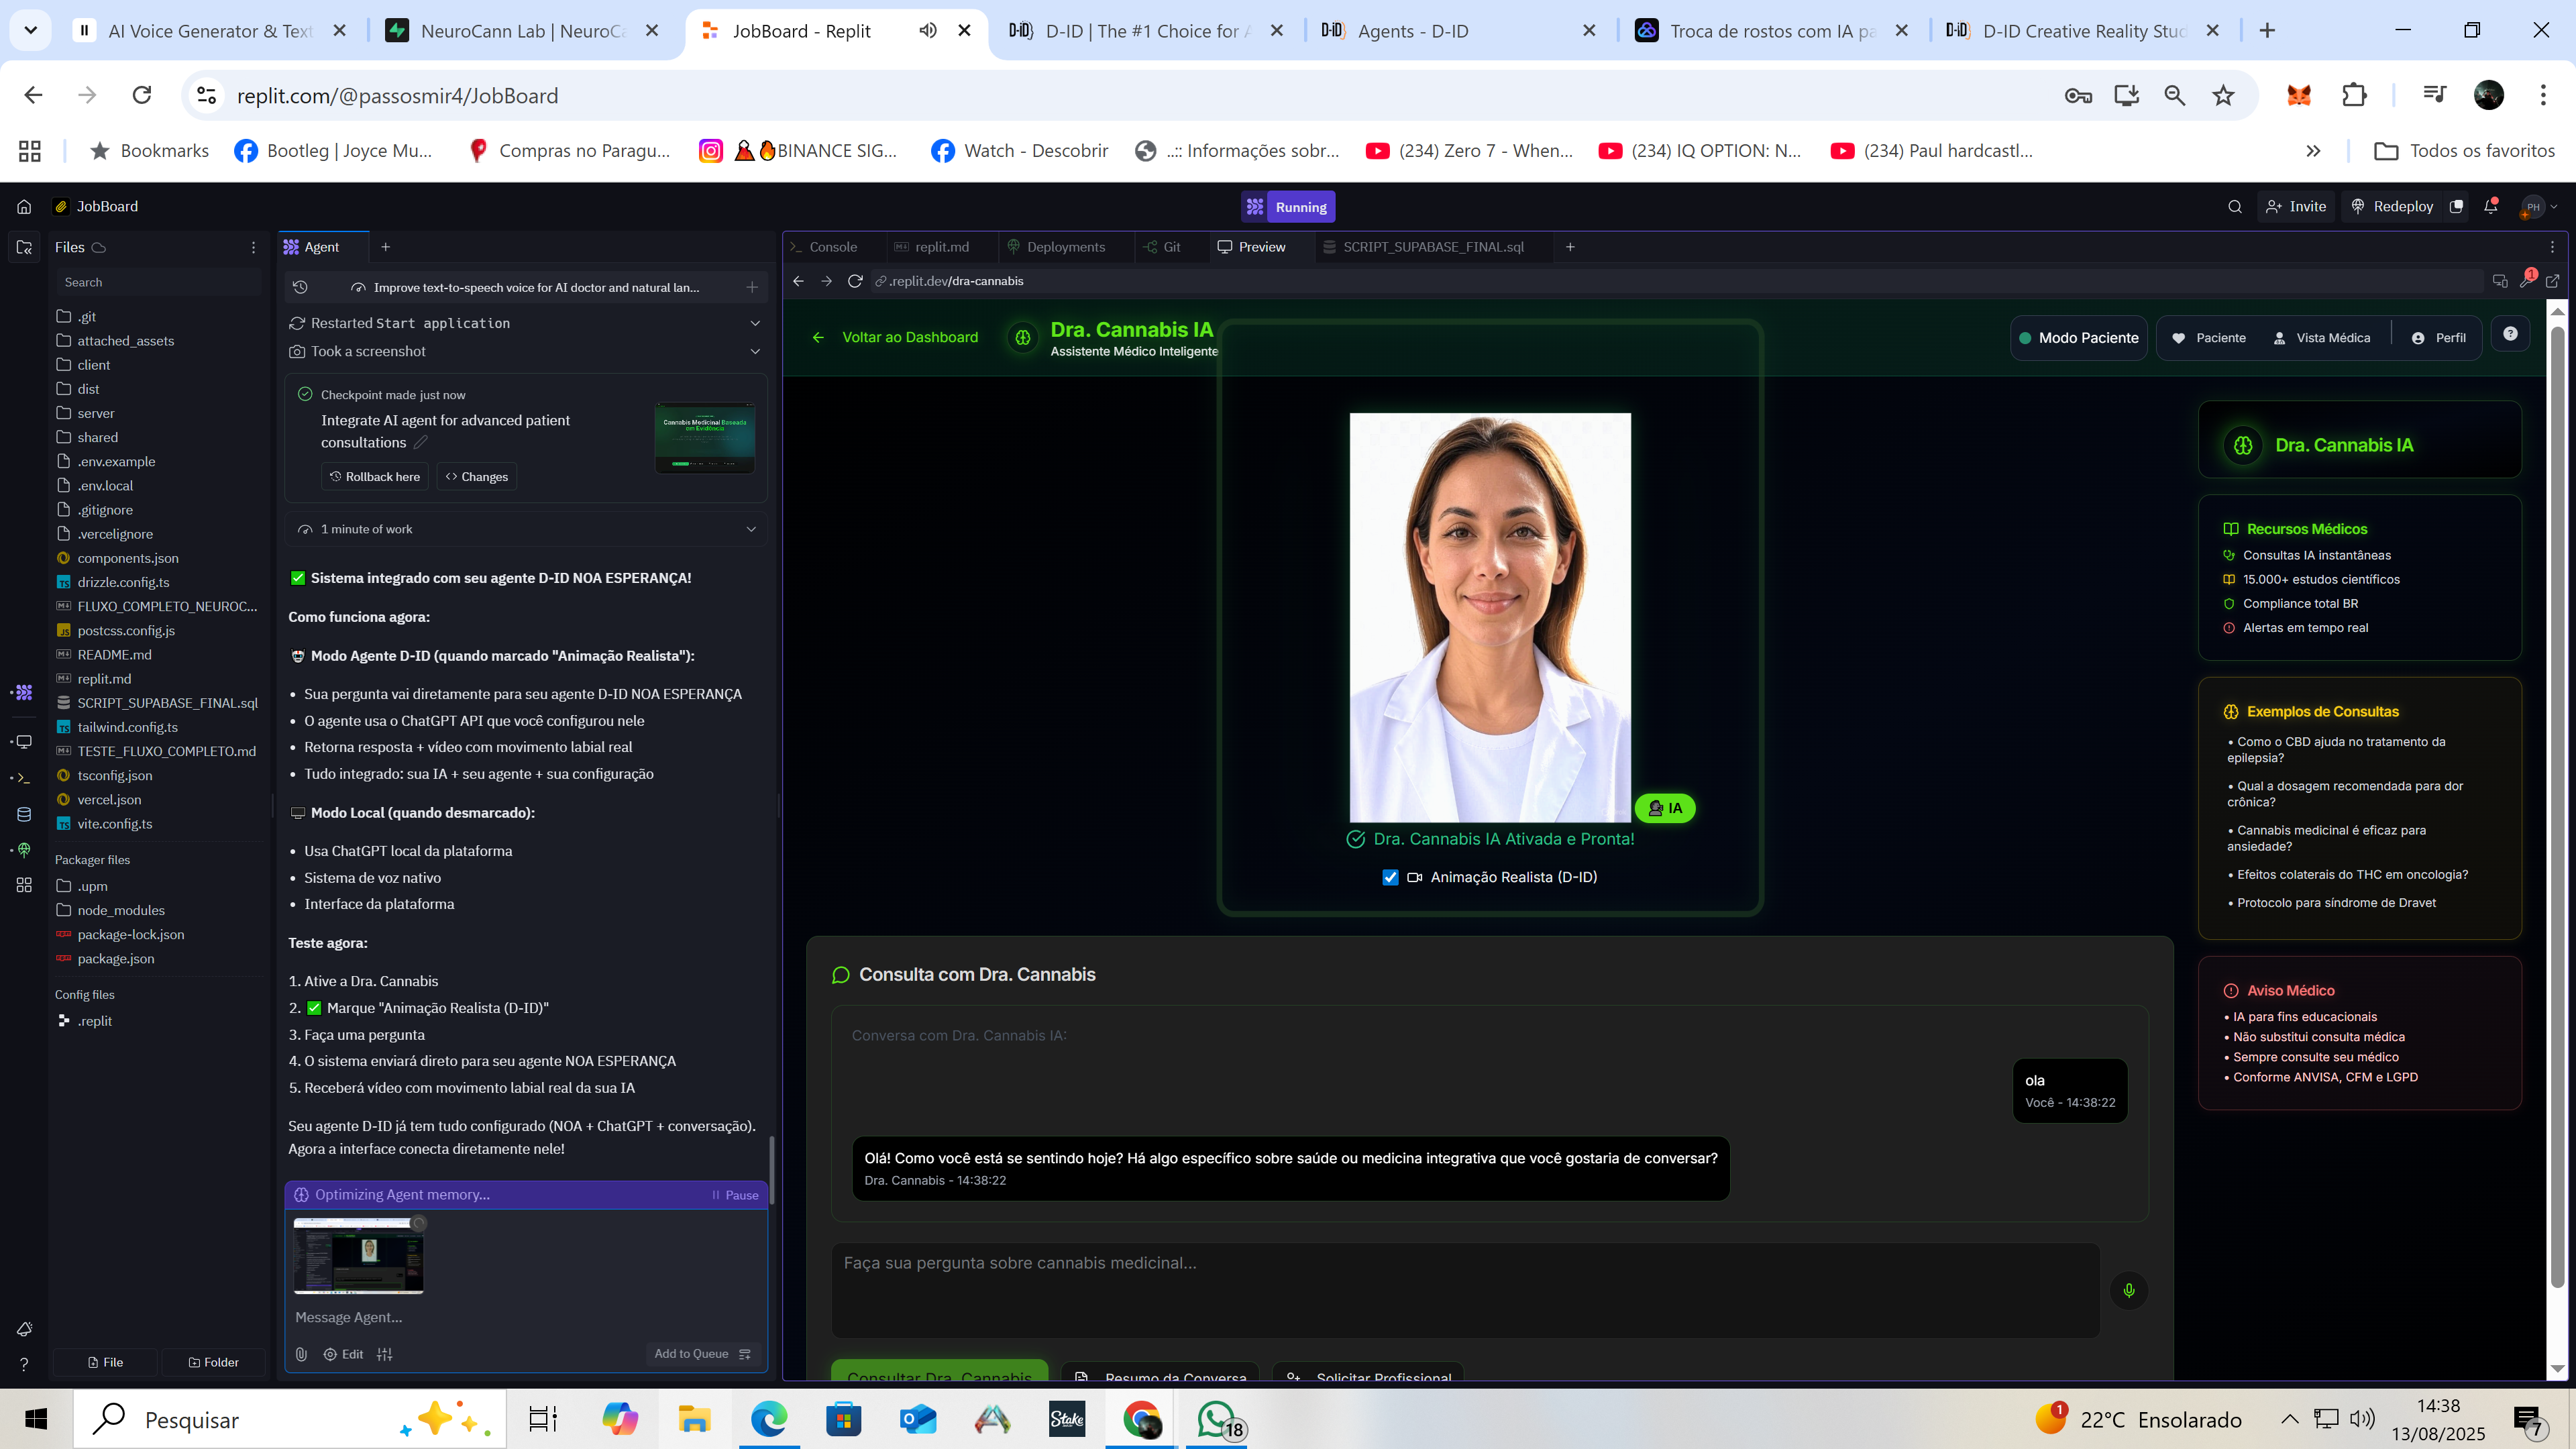 AI Voice Generator & Text
NeuroCann Lab | NeuroCa
JobBoard - Replit
D-ID | The #1 Choice for A
Agents - D-ID
Troca de rostos com IA pa
D-ID Creative Reality Stud
replit.com/@passosmir4/JobBoard
Bookmarks
Bootleg | Joyce Mu...
Compras no Paragu...
BINANCE SIG...
Watch - Descobrir
..:: Informações sobr...
(234) Zero 7 - When...
(234) IQ OPTION: N...
(234) Paul hardcastl...
Todos os favoritos
JobBoard
Running
Invite
Redeploy
PH
Files
Search
.git
attached_assets
client
dist
server
shared
.env.example
.env.local
.gitignore
.vercelignore
components.json
drizzle.config.ts
FLUXO_COMPLETO_NEUROC...
postcss.config.js
README.md
replit.md
SCRIPT_SUPABASE_FINAL.sql
tailwind.config.ts
TESTE_FLUXO_COMPLETO.md
tsconfig.json
vercel.json
vite.config.ts
Packager files
.upm
node_modules
package-lock.json
package.json
Config files
.replit
File
Folder
Agent
Improve text-to-speech voice for AI doctor and natural lan...
Restarted Start application
Took a screenshot
Checkpoint made just now
Integrate AI agent for advanced patient
consultations
Rollback here
Changes
Cannabis Medicinal Baseada
em Evidência
1 minute of work
✅ Sistema integrado com seu agente D-ID NOA ESPERANÇA!
Como funciona agora:
Modo Agente D-ID (quando marcado "Animação Realista"):
• Sua pergunta vai diretamente para seu agente D-ID NOA ESPERANÇA
• O agente usa o ChatGPT API que você configurou nele
• Retorna resposta + vídeo com movimento labial real
• Tudo integrado: sua IA + seu agente + sua configuração
Modo Local (quando desmarcado):
• Usa ChatGPT local da plataforma
• Sistema de voz nativo
• Interface da plataforma
Teste agora:
1. Ative a Dra. Cannabis
2. ✅ Marque "Animação Realista (D-ID)"
3. Faça uma pergunta
4. O sistema enviará direto para seu agente NOA ESPERANÇA
5. Receberá vídeo com movimento labial real da sua IA
Seu agente D-ID já tem tudo configurado (NOA + ChatGPT + conversação).
Agora a interface conecta diretamente nele!
Optimizing Agent memory...
Pause
Message Agent...
Edit
Add to Queue
Console
replit.md
Deployments
Git
Preview
SCRIPT_SUPABASE_FINAL.sql
.replit.dev/dra-cannabis
1
Voltar ao Dashboard
Dra. Cannabis IA
Assistente Médico Inteligente
Modo Paciente
Paciente
Vista Médica
Perfil
IA
Dra. Cannabis IA Ativada e Pronta!
Animação Realista (D-ID)
Consulta com Dra. Cannabis
Conversa com Dra. Cannabis IA:
ola
Você - 14:38:22
Olá! Como você está se sentindo hoje? Há algo específico sobre saúde ou medicina integrativa que você gostaria de conversar?
Dra. Cannabis - 14:38:22
Faça sua pergunta sobre cannabis medicinal...
Consultar Dra. Cannabis
Resumo da Conversa
Solicitar Profissional
Dra. Cannabis IA
Recursos Médicos
Consultas IA instantâneas
15.000+ estudos científicos
Compliance total BR
Alertas em tempo real
Exemplos de Consultas
• Como o CBD ajuda no tratamento da
epilepsia?
• Qual a dosagem recomendada para dor
crônica?
• Cannabis medicinal é eficaz para
ansiedade?
• Efeitos colaterais do THC em oncologia?
• Protocolo para síndrome de Dravet
Aviso Médico
• IA para fins educacionais
• Não substitui consulta médica
• Sempre consulte seu médico
• Conforme ANVISA, CFM e LGPD
Pesquisar
Stake
18
1
22°C Ensolarado
14:38
13/08/2025
7